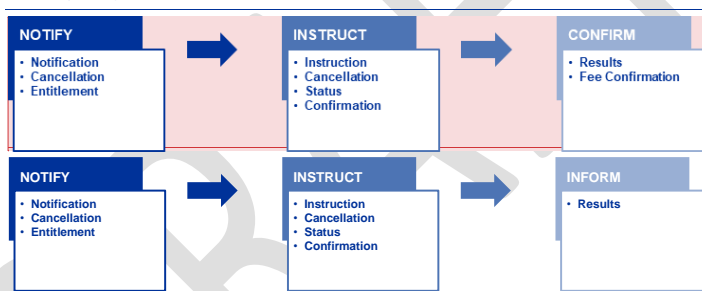 NOTIFY
• Notification
• Cancellation
• Entitlement
INSTRUCT
• Instruction
• Cancellation
• Status
• Confirmation
CONFIRM
• Results
• Fee Confirmation
NOTIFY
• Notification
• Cancellation
• Entitlement
INSTRUCT
• Instruction
• Cancellation
• Status
• Confirmation
INFORM
• Results